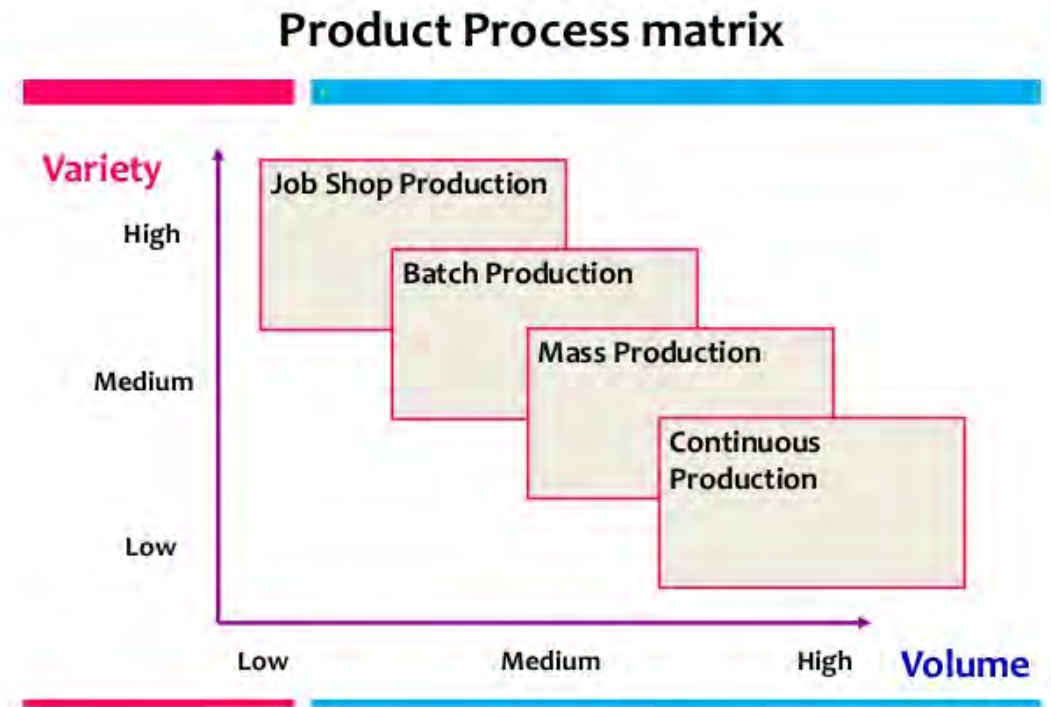 Product Process matrix
Variety
High
Medium
Low
Job Shop Production
Batch Production
Mass Production
Continuous
Production
Low
Medium
High
Volume